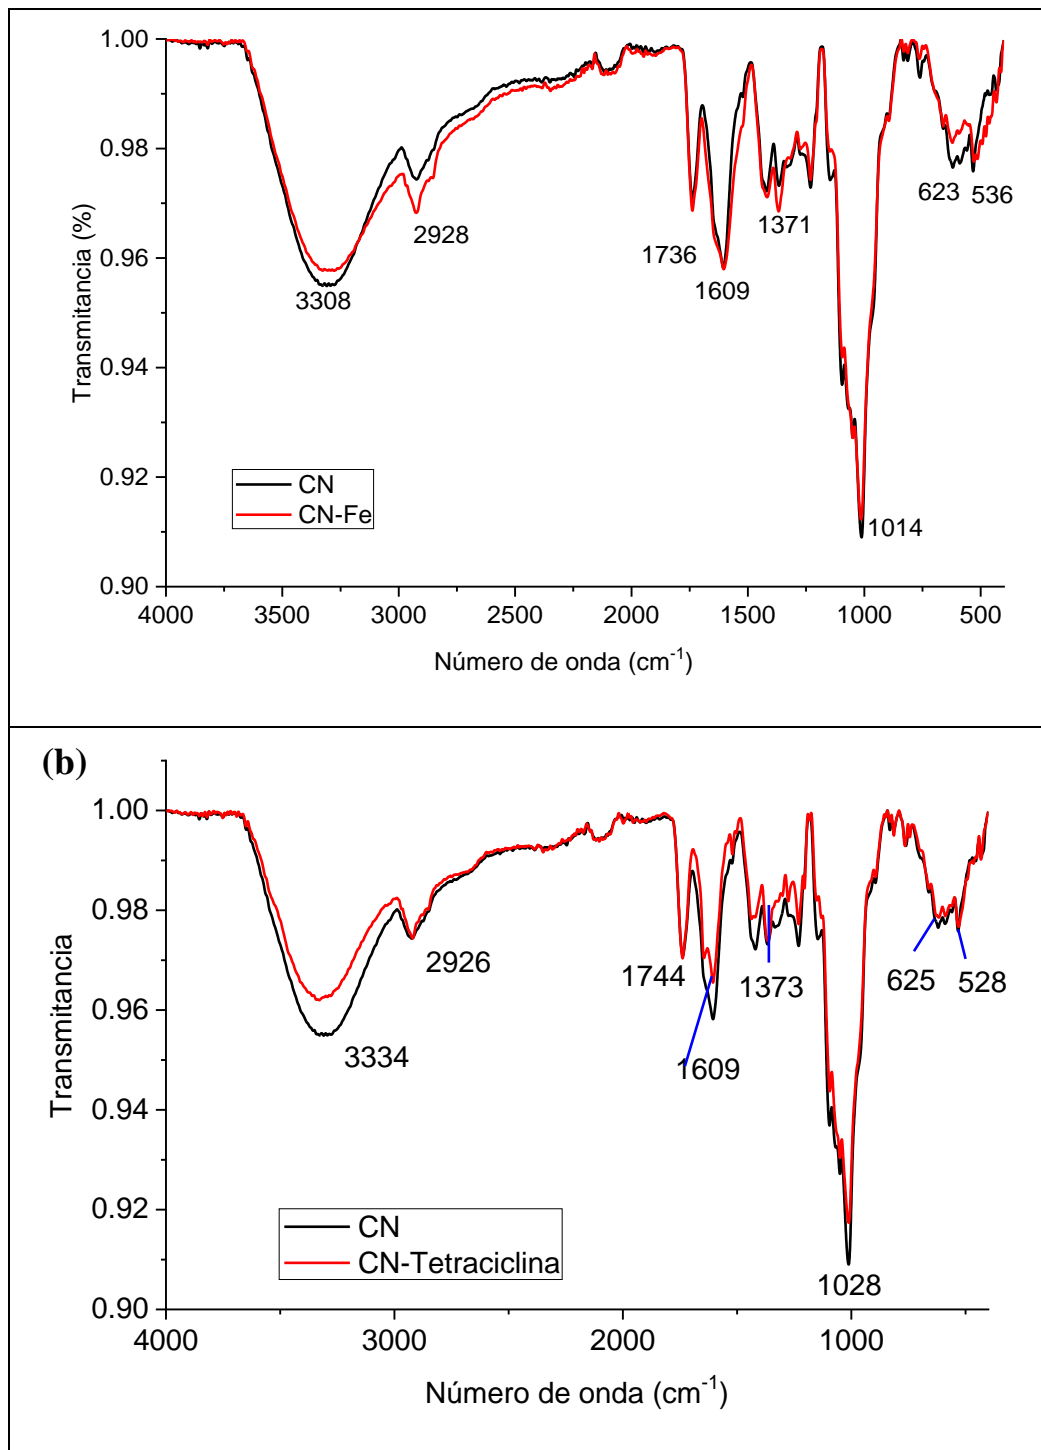 1.00
0.98
0.96
0.94
0.92
0.90
Transmitancia (%)
3308
2928
1736
1609
1371
1014
623
536
CN
CN-Fe
4000 3500 3000 2500 2000 1500 1000 500
Número de onda (cm-1)
(b)
1.00
0.98
0.96
0.94
0.92
0.90
Transmitancia
3334
2926
1744
1609
1373
1028
625
528
CN
CN-Tetraciclina
4000 3000 2000 1000
Número de onda (cm-1)